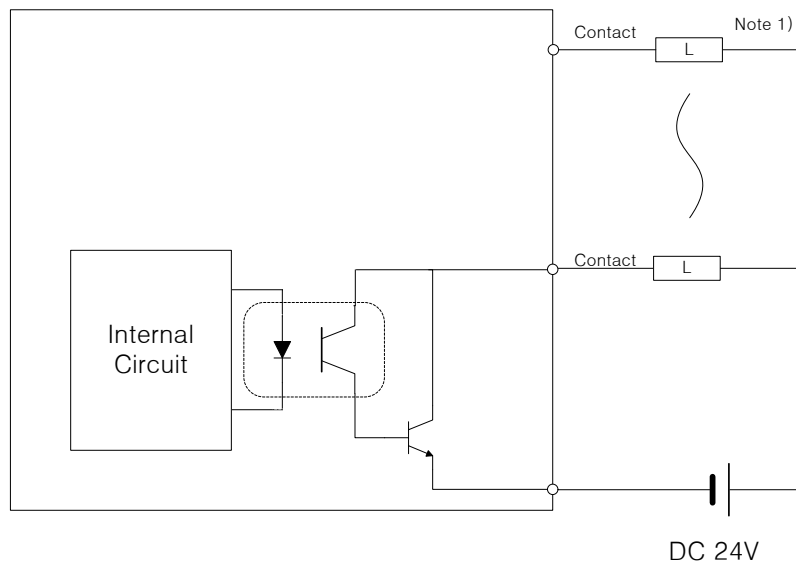 Contact
L
Note 1)
Contact
L
Internal
Circuit
DC 24V